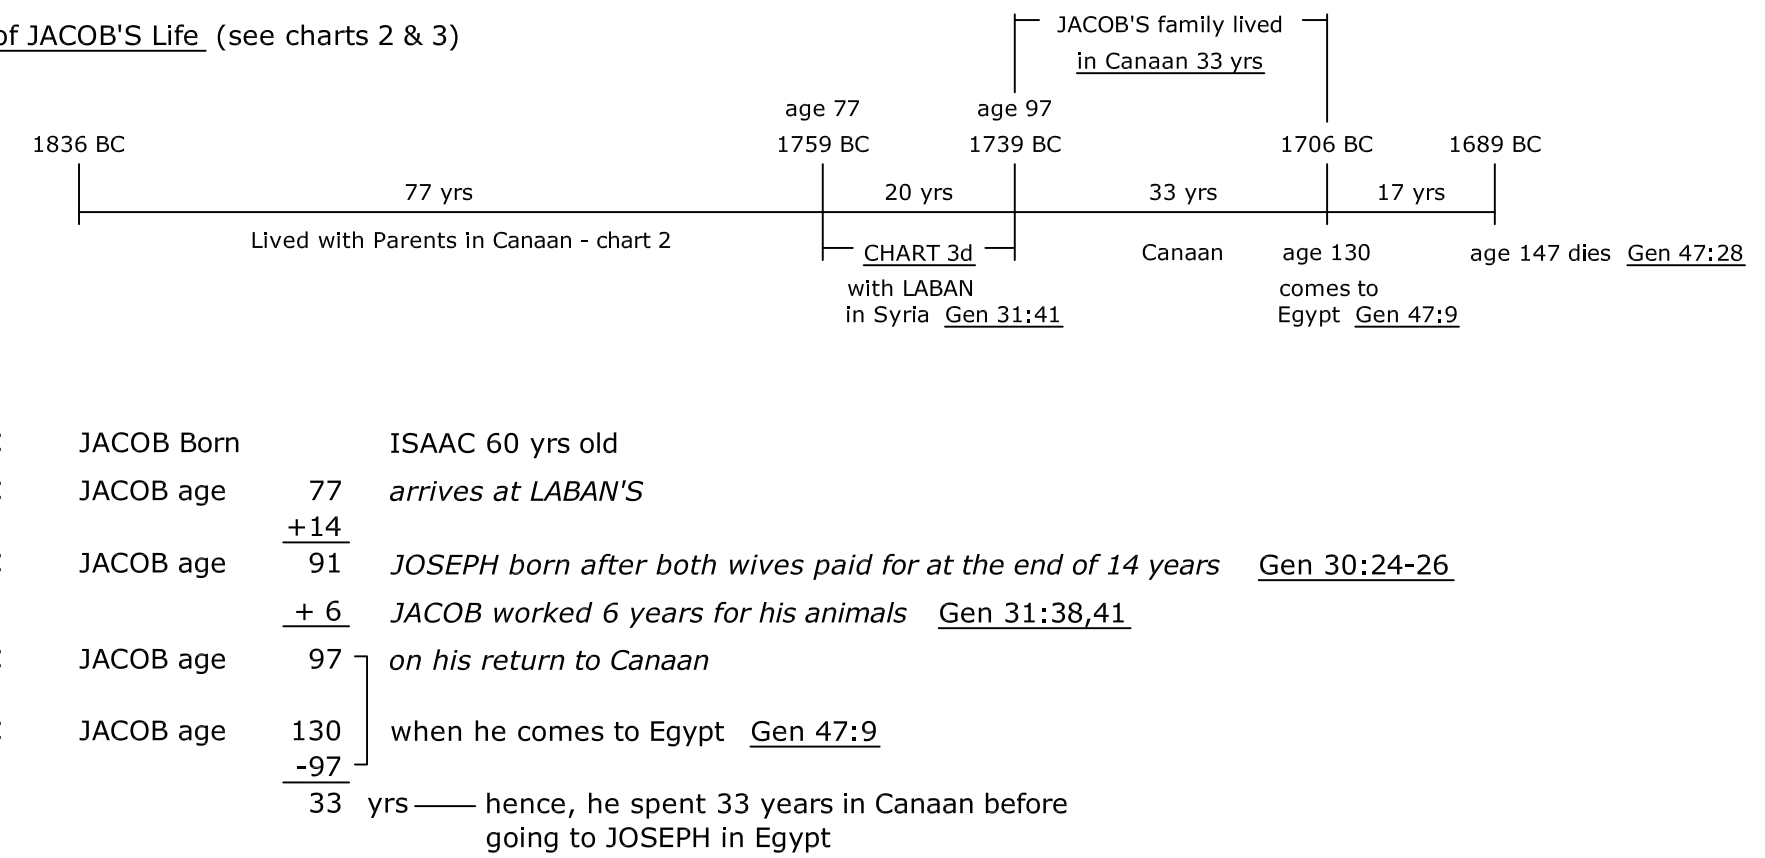 of JACOB'S Life (see charts 2 & 3)
JACOB'S family lived
in Canaan 33 yrs
age 77 age 97
1836 BC 1759 BC 1739 BC 1706 BC 1689 BC
77 yrs 20 yrs 33 yrs 17 yrs
Lived with Parents in Canaan - chart 2
CHART 3d Canaan age 130 age 147 dies Gen 47:28
with LABAN comes to
in Syria Gen 31:41 Egypt Gen 47:9
JACOB Born ISAAC 60 yrs old
JACOB age 77 arrives at LABAN'S
+14
JACOB age 91 JOSEPH born after both wives paid for at the end of 14 years Gen 30:24-26
+ 6 JACOB worked 6 years for his animals Gen 31:38,41
JACOB age 97 on his return to Canaan
JACOB age 130 when he comes to Egypt Gen 47:9
-97
33 yrs hence, he spent 33 years in Canaan before
going to JOSEPH in Egypt